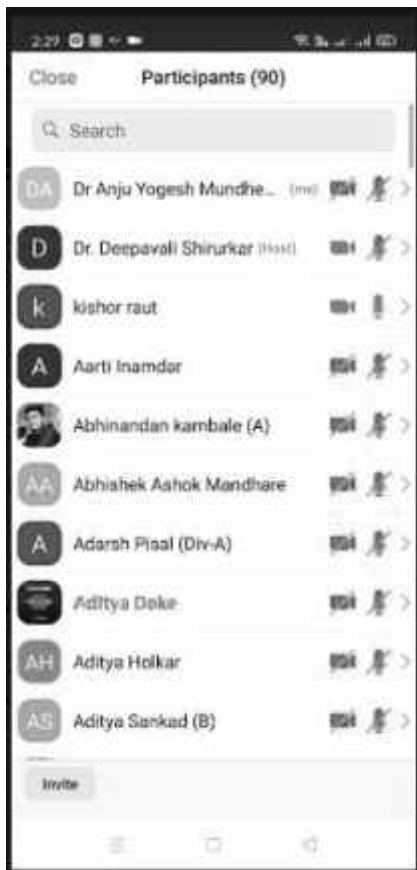 2:29
Close Participants (90)
Search
DA Dr Anju Yogesh Mundhe... (me)
D Dr. Deepavali Shirurkar (Host)
k kishor raut
A Aarti Inamdar
Abhinandan kambale (A)
AA Abhishek Ashok Mandhare
A Adarsh Pisal (Div-A)
Aditya Doke
AH Aditya Holkar
AS Aditya Sankad (B)
Invite